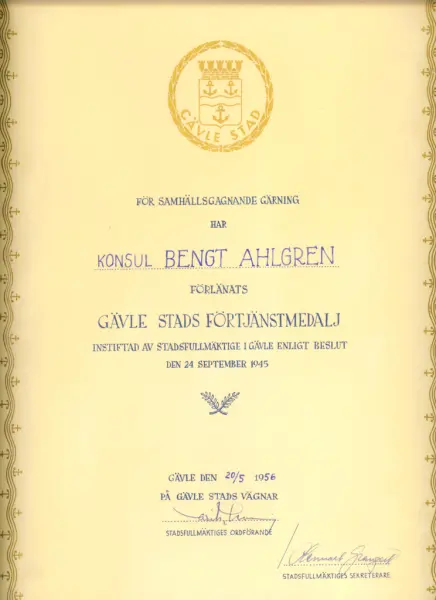 GÄVLE STAD
FÖR SAMHÄLLSGAGNANDE GÄRNING
HAR
KONSUL BENGT AHLGREN
FÖRLÄNATS
GÄVLE STADS FÖRTJÄNSTMEDALJ
INSTIFTAD AV STADSFULLMÄKTIGE I GÄVLE ENLIGT BESLUT
DEN 24 SEPTEMBER 1945
GÄVLE DEN 20/5 1956
PÅ GÄVLE STADS VÄGNAR
STADSFULLMÄKTIGES ORDFÖRANDE
STADSFULLMÄKTIGES SEKRETERARE